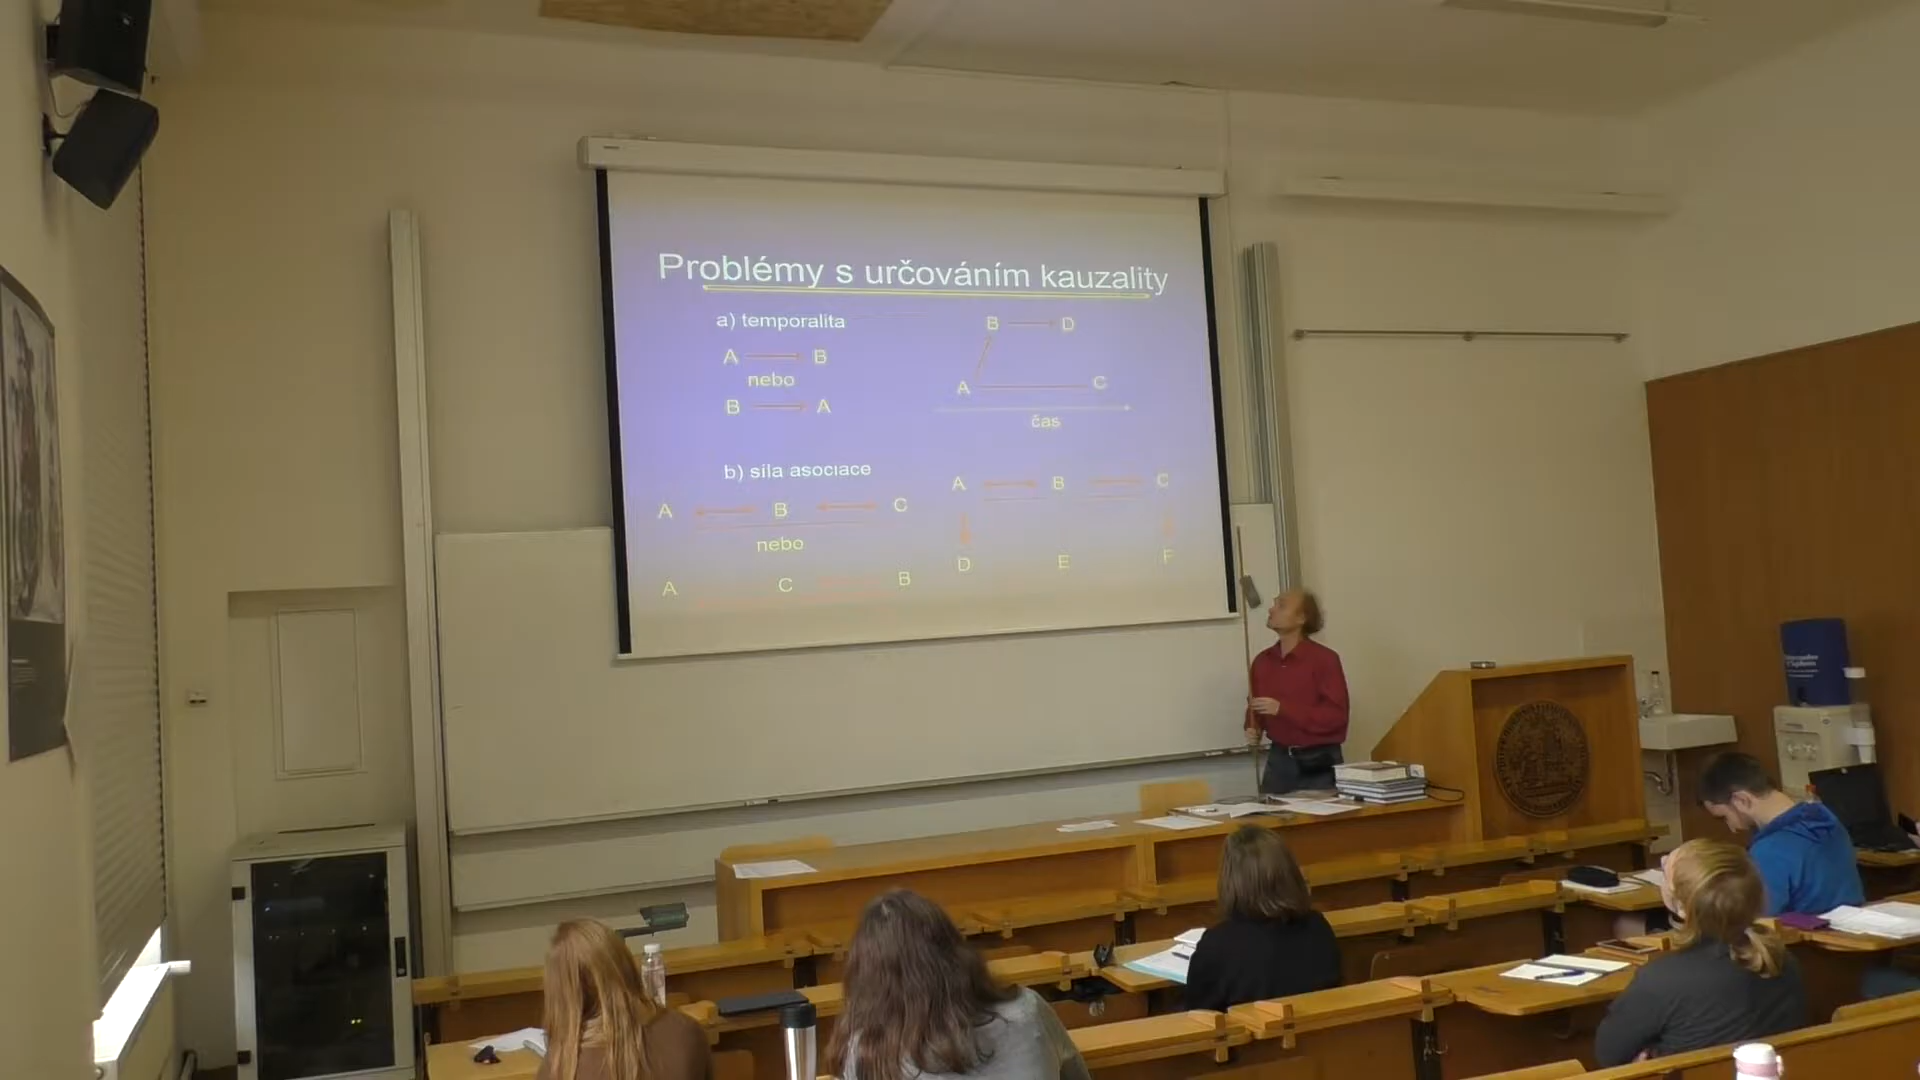 Problémy s určováním kauzality
a) temporalita
A B
nebo
B A
B D
A C
čas
b) síla asociace
A B C
nebo
A C B
A B C
D E F